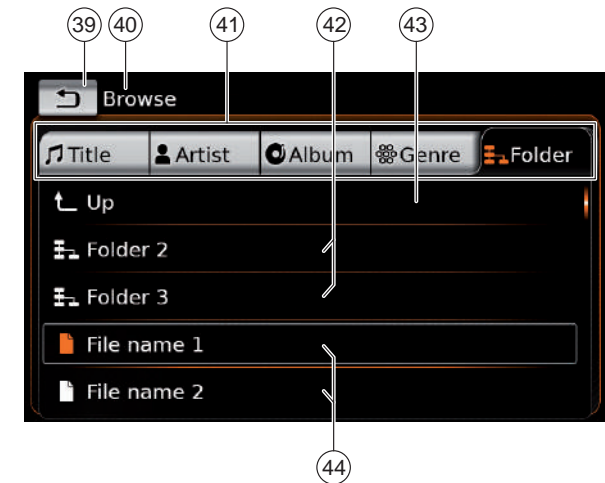 39 40 41 42 43
Browse
Title Artist Album Genre Folder
Up
Folder 2
Folder 3
File name 1
File name 2
44